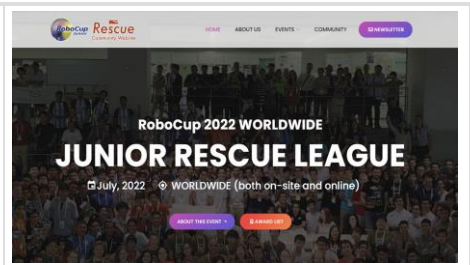 RoboCup Rescue
Community Website
HOME ABOUT US EVENTS COMMUNITY NEWSLETTER
RoboCup 2022 WORLDWIDE
JUNIOR RESCUE LEAGUE
July, 2022 WORLDWIDE (both on-site and online)
ABOUT THIS EVENT AWARD LIST